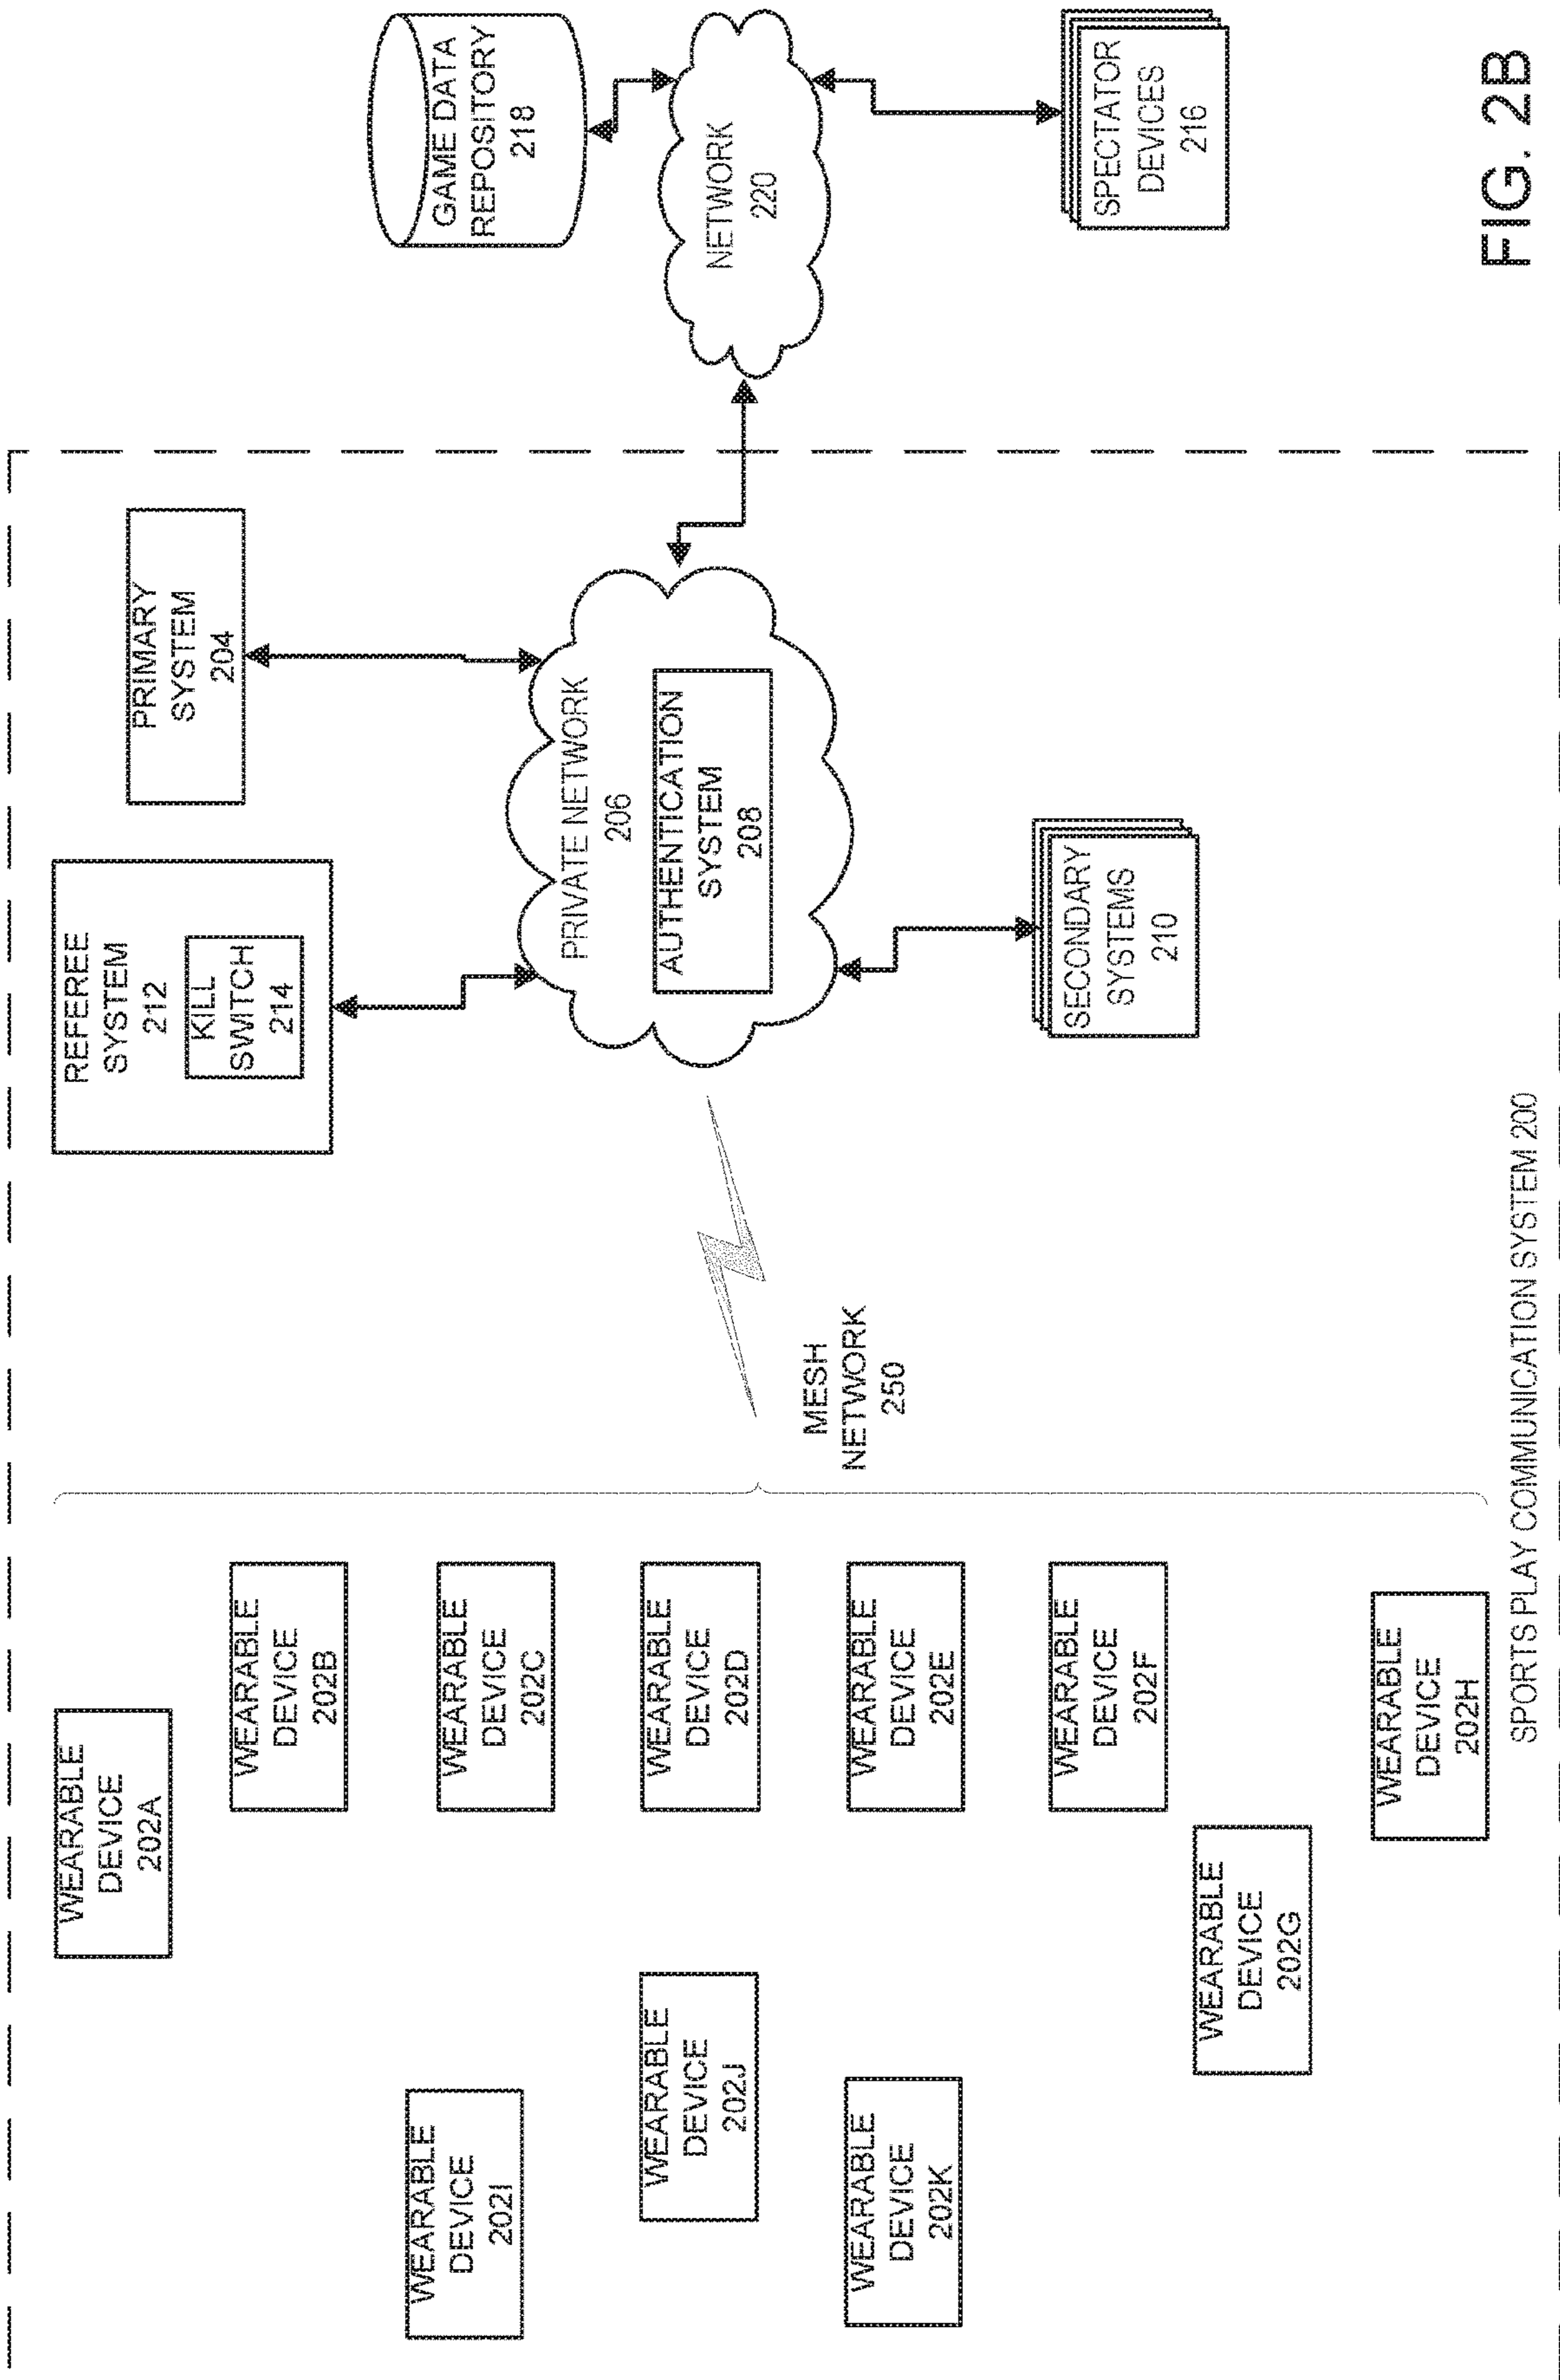 WEARABLE
DEVICE
202A
WEARABLE
DEVICE
202B
WEARABLE
DEVICE
202C
WEARABLE
DEVICE
202D
WEARABLE
DEVICE
202E
WEARABLE
DEVICE
202F
WEARABLE
DEVICE
202G
WEARABLE
DEVICE
202H
WEARABLE
DEVICE
202I
WEARABLE
DEVICE
202J
WEARABLE
DEVICE
202K
MESH
NETWORK
250
REFEREE
SYSTEM
212
KILL
SWITCH
214
PRIMARY
SYSTEM
204
PRIVATE NETWORK
206
AUTHENTICATION
SYSTEM
208
SECONDARY
SYSTEMS
210
SPORTS PLAY COMMUNICATION SYSTEM 200
GAME DATA
REPOSITORY
218
NETWORK
220
SPECTATOR
DEVICES
216
FIG. 2B